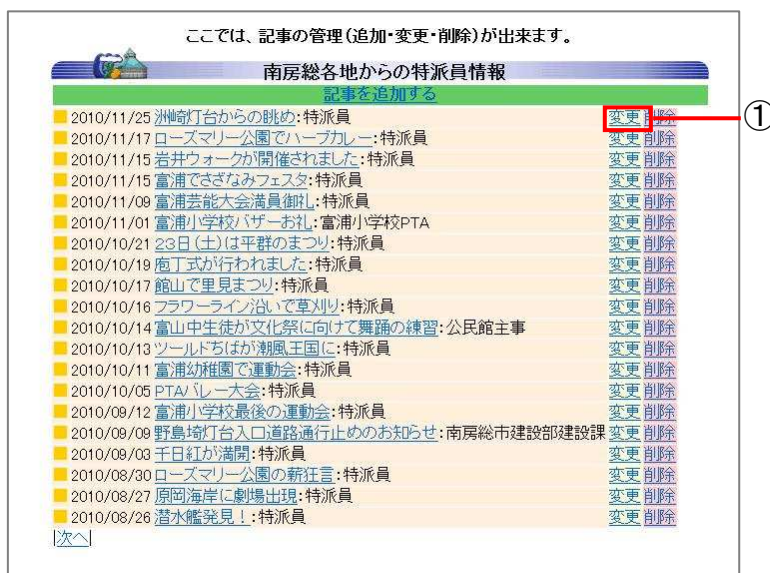 ここでは、記事の管理(追加・変更・削除)が出来ます。
南房総各地からの特派員情報
記事を追加する
2010/11/25 洲崎灯台からの眺め:特派員 変更 削除 ①
2010/11/17 ローズマリー公園でハーブカレー:特派員 変更 削除
2010/11/15 岩井ウォークが開催されました:特派員 変更 削除
2010/11/15 富浦でさざなみフェスタ:特派員 変更 削除
2010/11/09 富浦芸能大会満員御礼:特派員 変更 削除
2010/11/01 富浦小学校バザーお礼:富浦小学校PTA 変更 削除
2010/10/21 23日(土)は平群のまつり:特派員 変更 削除
2010/10/19 庖丁式が行われました:特派員 変更 削除
2010/10/17 館山で里見まつり:特派員 変更 削除
2010/10/16 フラワーライン沿いで草刈り:特派員 変更 削除
2010/10/14 富山中生徒が文化祭に向けて舞踊の練習:公民館主事 変更 削除
2010/10/13 ツールドちばが潮風王国に:特派員 変更 削除
2010/10/11 富浦幼稚園で運動会:特派員 変更 削除
2010/10/05 PTAバレー大会:特派員 変更 削除
2010/09/12 富浦小学校最後の運動会:特派員 変更 削除
2010/09/09 野島埼灯台入口道路通行止めのお知らせ:南房総市建設部建設課 変更 削除
2010/09/03 千日紅が満開:特派員 変更 削除
2010/08/30 ローズマリー公園の薪狂言:特派員 変更 削除
2010/08/27 原岡海岸に劇場出現:特派員 変更 削除
2010/08/26 潜水艦発見!:特派員 変更 削除
|次へ|